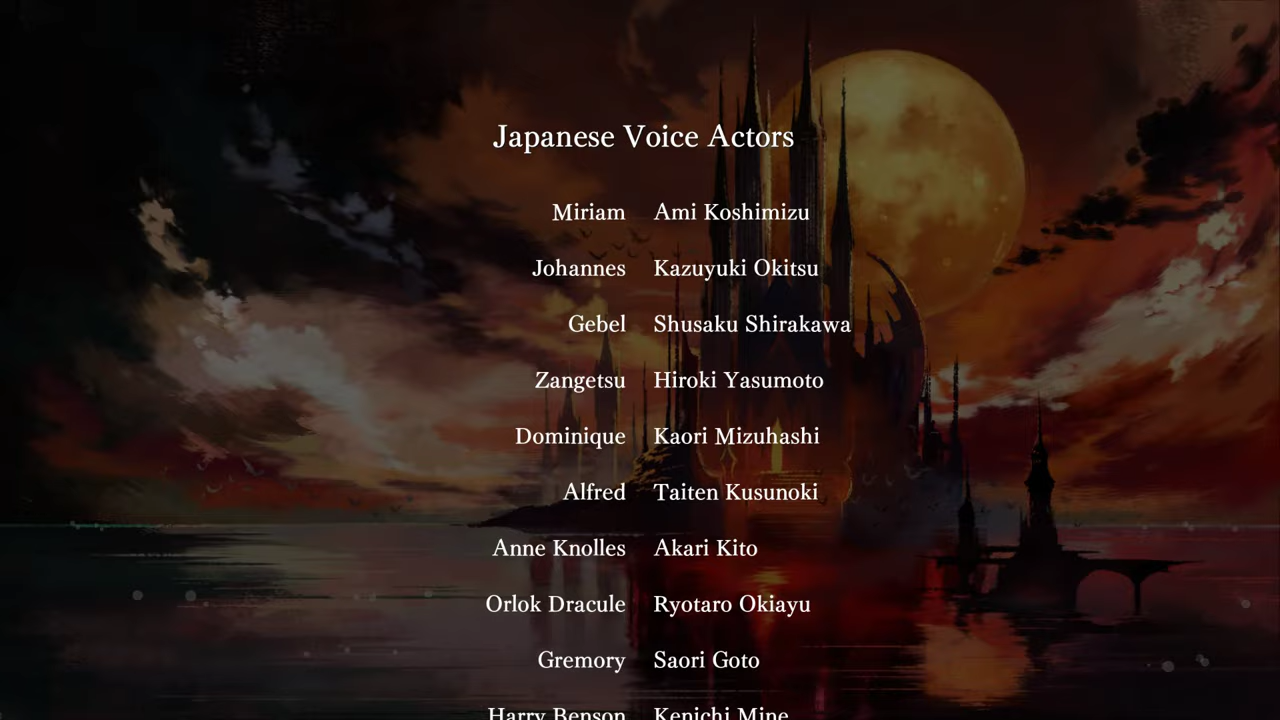 Japanese Voice Actors
Miriam Ami Koshimizu
Johannes Kazuyuki Okitsu
Gebel Shusaku Shirakawa
Zangetsu Hiroki Yasumoto
Dominique Kaori Mizuhashi
Alfred Taiten Kusunoki
Anne Knolles Akari Kito
Orlok Dracule Ryotaro Okiayu
Gremory Saori Goto
Harry Benson Kenichi Mine